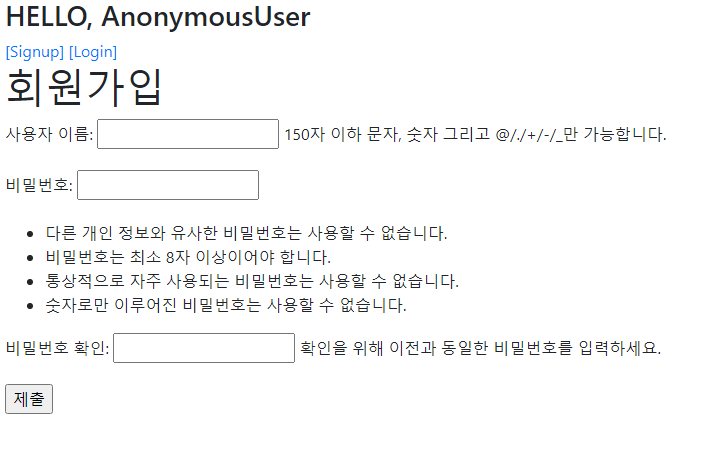 HELLO, AnonymousUser
[Signup] [Login]
회원가입
사용자 이름: 150자 이하 문자, 숫자 그리고 @/./+/-/_만 가능합니다.
비밀번호:
다른 개인 정보와 유사한 비밀번호는 사용할 수 없습니다.
비밀번호는 최소 8자 이상이어야 합니다.
통상적으로 자주 사용되는 비밀번호는 사용할 수 없습니다.
숫자로만 이루어진 비밀번호는 사용할 수 없습니다.
비밀번호 확인: 확인을 위해 이전과 동일한 비밀번호를 입력하세요.
제출